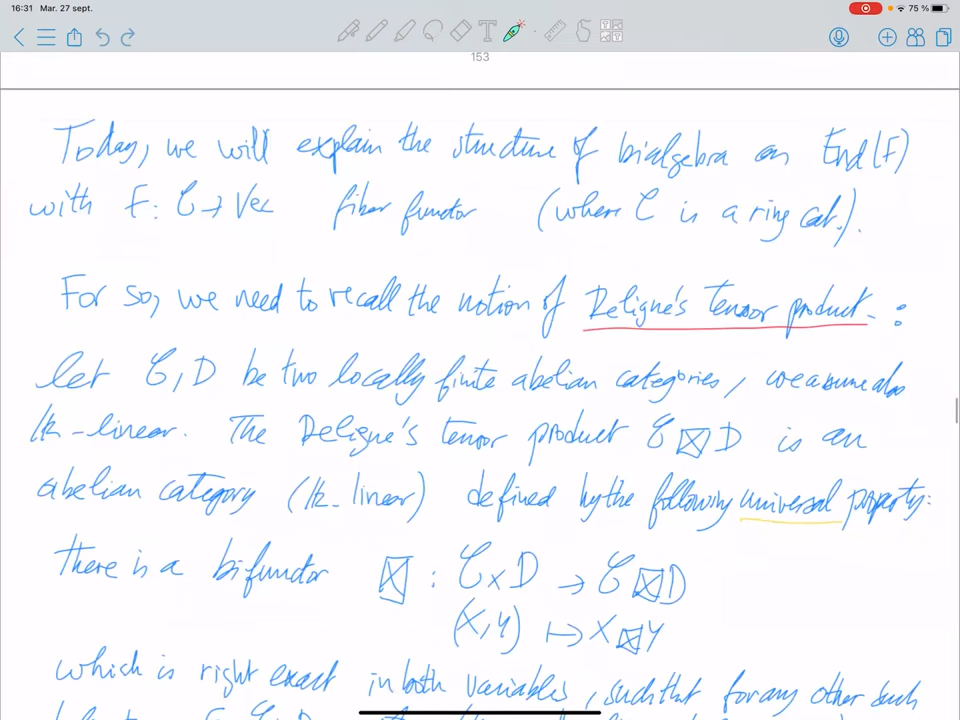 16:31 Mar. 27 sept.
75 %
153
Today, we will explain the structure of bialgebra on End(F)
with F: C → Vec fiber functor (where C is a ring cat.).
For so, we need to recall the notion of Deligne's tensor product :
Let C, D be two locally finite abelian categories, we assume also
lk-linear. The Deligne's tensor product C ⊠ D is an
abelian category (lk-linear) defined by the following universal property:
there is a bifunctor ⊠ : C × D → C ⊠ D
(X, Y) ↦ X ⊠ Y
which is right exact in both variables, such that for any other such